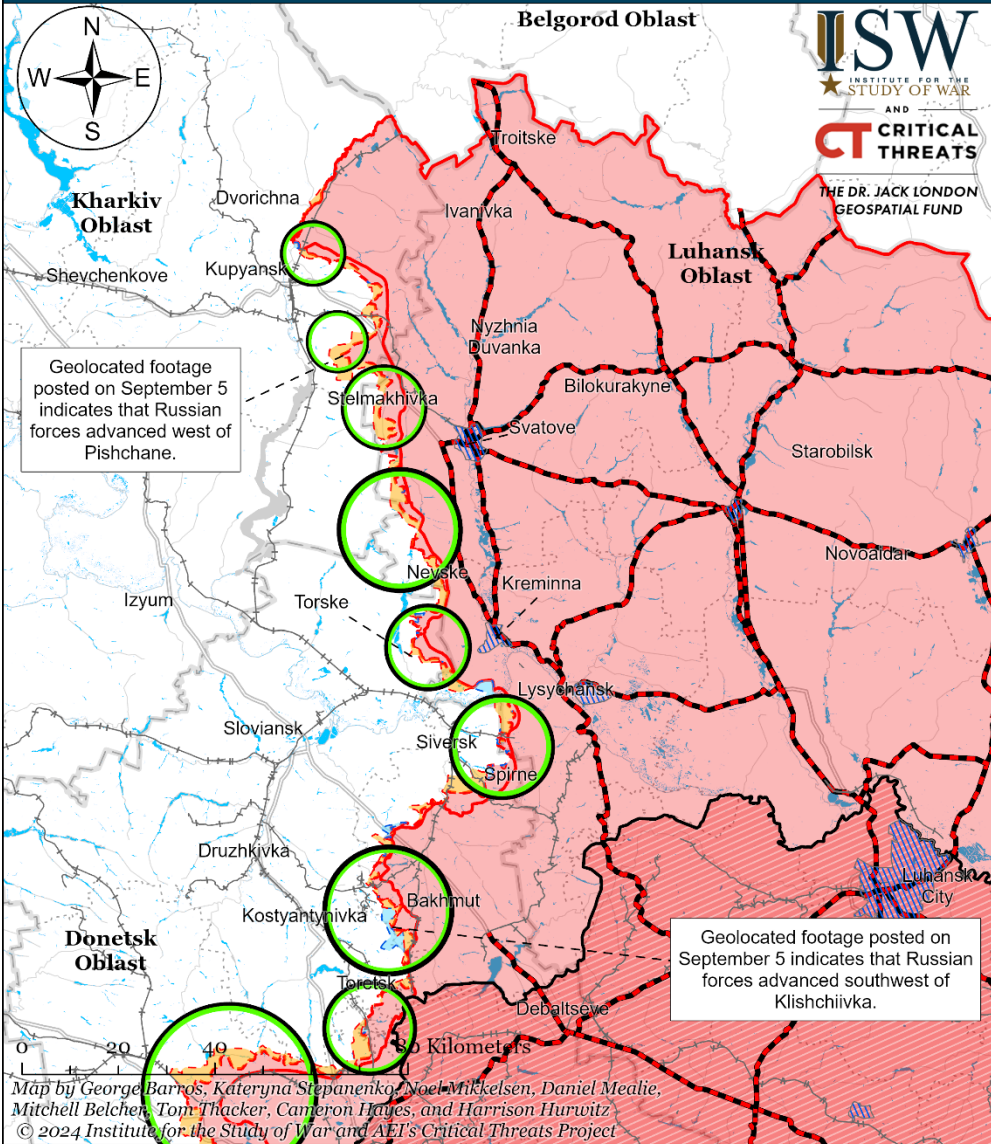 N
W
E
S
Belgorod Oblast
ISW
INSTITUTE FOR THE
STUDY OF WAR
AND
CT CRITICAL
THREATS
THE DR. JACK LONDON
GEOSPATIAL FUND
Troitske
Dvorichna
Kharkiv
Oblast
Ivanivka
Luhansk
Oblast
Shevchenkove
Kupyansk
Nyzhnia
Duvanka
Geolocated footage
posted on September 5
indicates that Russian
forces advanced west of
Pishchane.
Bilokurakyne
Stelmakhivka
Svatove
Starobilsk
Novoaidar
Nevske
Kreminna
Izyum
Torske
Lysychansk
Sloviansk
Siversk
Spirne
Druzhkivka
Luhansk
City
Bakhmut
Kostyantynivka
Donetsk
Oblast
Geolocated footage posted on
September 5 indicates that Russian
forces advanced southwest of
Klishchiivka.
Toretsk
Debaltseve
0 20 40 80 Kilometers
Map by George Barros, Kateryna Stepanenko, Noel Mikkelsen, Daniel Mealie,
Mitchell Belcher, Tom Thacker, Cameron Hayes, and Harrison Hurwitz
© 2024 Institute for the Study of War and AEI's Critical Threats Project